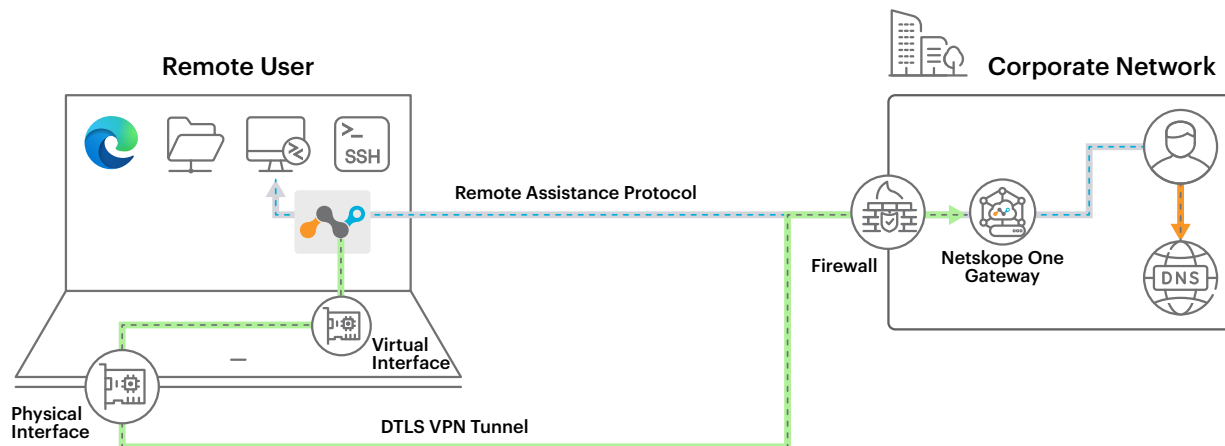 Remote User
Corporate Network
>_
SSH
Remote Assistance Protocol
Firewall
Netskope One
Gateway
DNS
Virtual
Interface
Physical
Interface
DTLS VPN Tunnel